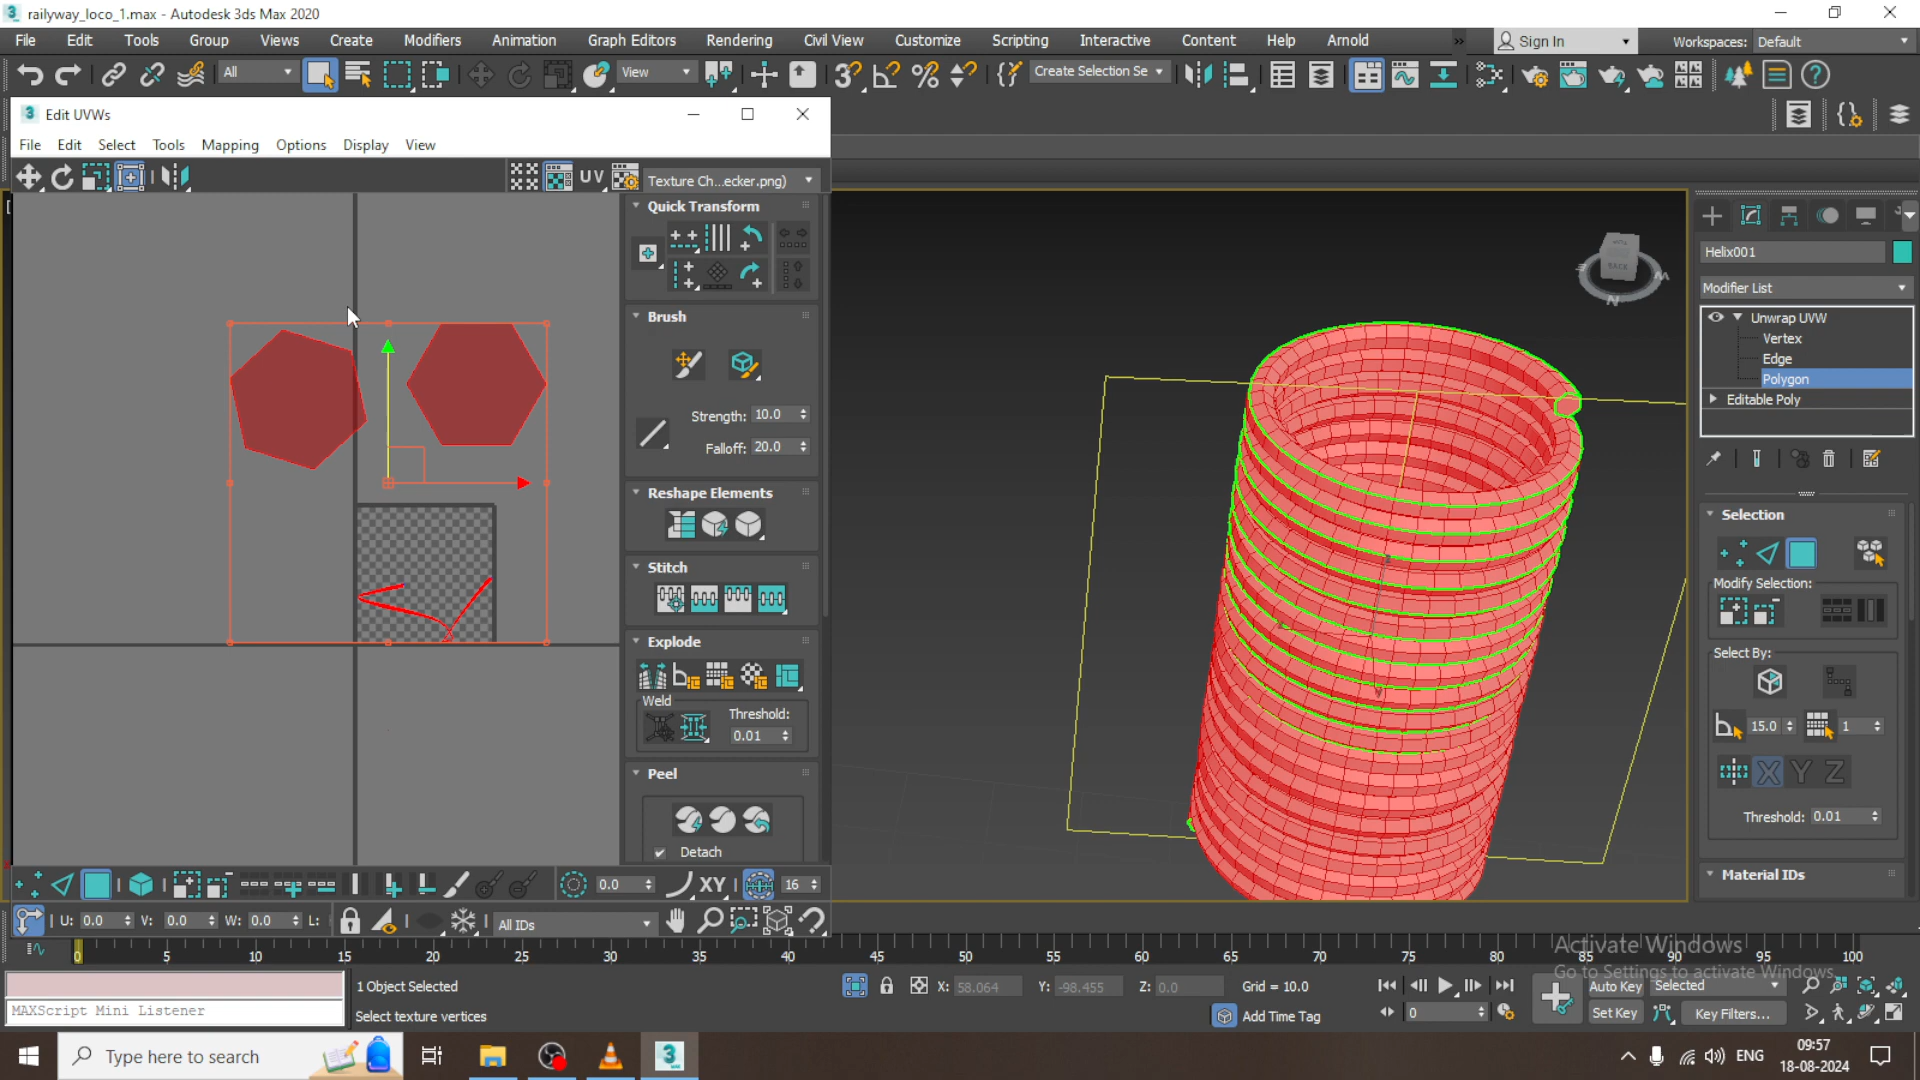 railyway_loco_1.max - Autodesk 3ds Max 2020
File Edit Tools Group Views Create Modifiers Animation Graph Editors Rendering Civil View Customize Scripting Interactive Content Help Arnold
Sign In
Workspaces: Default
All
View
Create Selection Se
Edit UVWs
File Edit Select Tools Mapping Options Display View
UV
Texture Ch...ecker.png)
Quick Transform
Brush
Strength: 10.0
Falloff: 20.0
Reshape Elements
Stitch
Explode
Weld
Threshold:
0.01
Peel
Detach
0.0
XY
16
U: 0.0 V: 0.0 W: 0.0 L:
All IDs
Helix001
Modifier List
Unwrap UVW
Vertex
Edge
Polygon
Editable Poly
Selection
Modify Selection:
Select By:
15.0
1
X Y Z
Threshold: 0.01
Material IDs
BACK
N
0 5 10 15 20 25 30 35 40 45 50 55 60 65 70 75 80 85 90 95 100
Activate Windows
Go to Settings to activate Windows.
1 Object Selected
MAXScript Mini Listener
Select texture vertices
X: 58.064 Y: -98.455 Z: 0.0 Grid = 10.0
Add Time Tag
0
Auto Key
Selected
Set Key
Key Filters...
Type here to search
ENG
09:57
18-08-2024